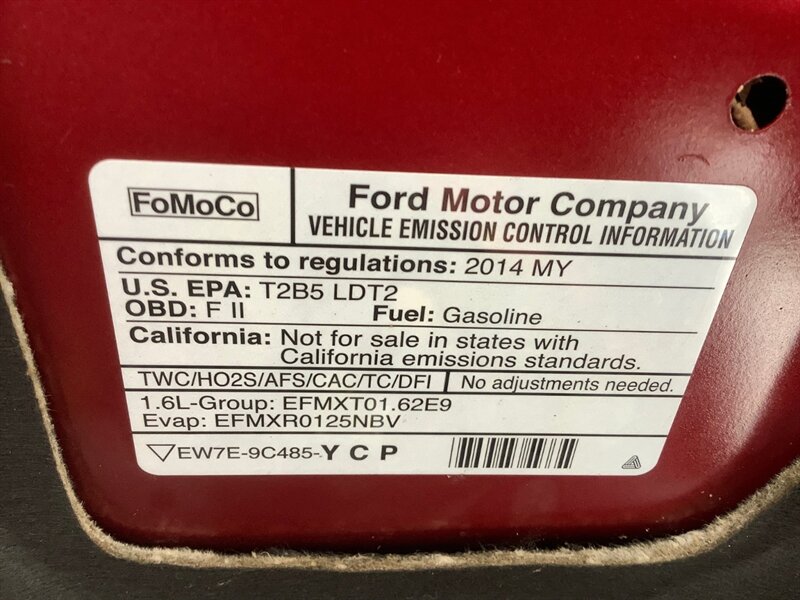 FoMoCo
Ford Motor Company
VEHICLE EMISSION CONTROL INFORMATION
Conforms to regulations: 2014 MY
U.S. EPA: T2B5 LDT2
OBD: F II Fuel: Gasoline
California: Not for sale in states with
California emissions standards.
TWC/HO2S/AFS/CAC/TC/DFI No adjustments needed.
1.6L-Group: EFMXT01.62E9
Evap: EFMXR0125NBV
EW7E-9C485-Y C P